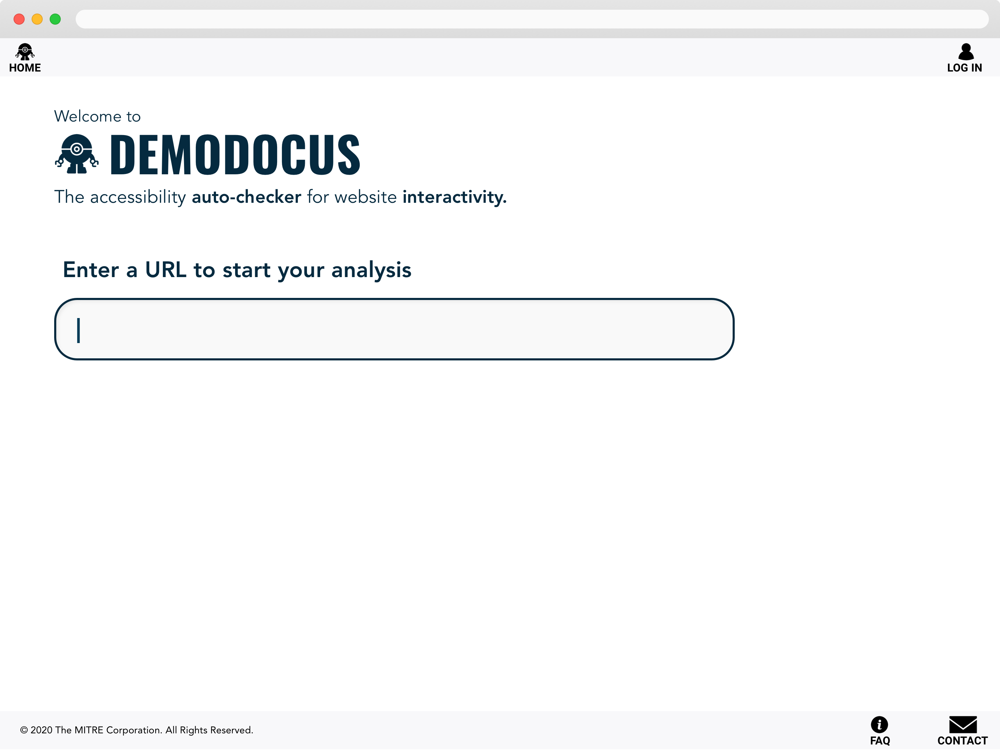 HOME
LOG IN
Welcome to
DEMODOCUS
The accessibility auto-checker for website interactivity.
Enter a URL to start your analysis
© 2020 The MITRE Corporation. All Rights Reserved.
FAQ
CONTACT